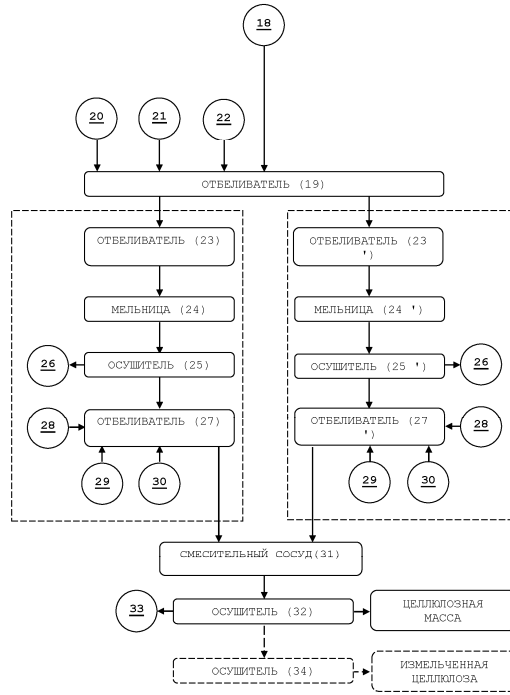 18
20
21
22
ОТБЕЛИВАТЕЛЬ (19)
ОТБЕЛИВАТЕЛЬ (23)
ОТБЕЛИВАТЕЛЬ (23
')
МЕЛЬНИЦА (24)
МЕЛЬНИЦА (24 ')
26
ОСУШИТЕЛЬ (25)
ОСУШИТЕЛЬ (25 ')
26
28
ОТБЕЛИВАТЕЛЬ (27)
ОТБЕЛИВАТЕЛЬ (27
')
28
29
30
29
30
СМЕСИТЕЛЬНЫЙ СОСУД(31)
33
ОСУШИТЕЛЬ (32)
ЦЕЛЛЮЛОЗНАЯ
МАССА
ОСУШИТЕЛЬ (34)
ИЗМЕЛЬЧЕННАЯ
ЦЕЛЛЮЛОЗА